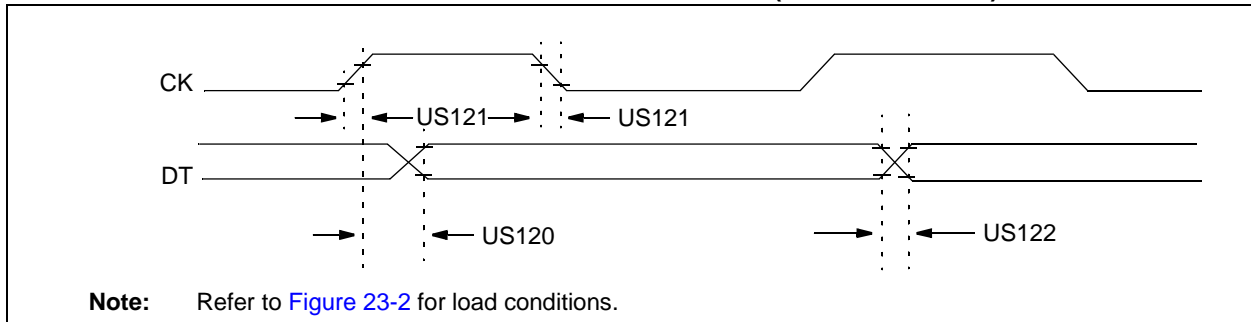 CK
US121
US121
DT
US120
US122
Note: Refer to Figure 23-2 for load conditions.